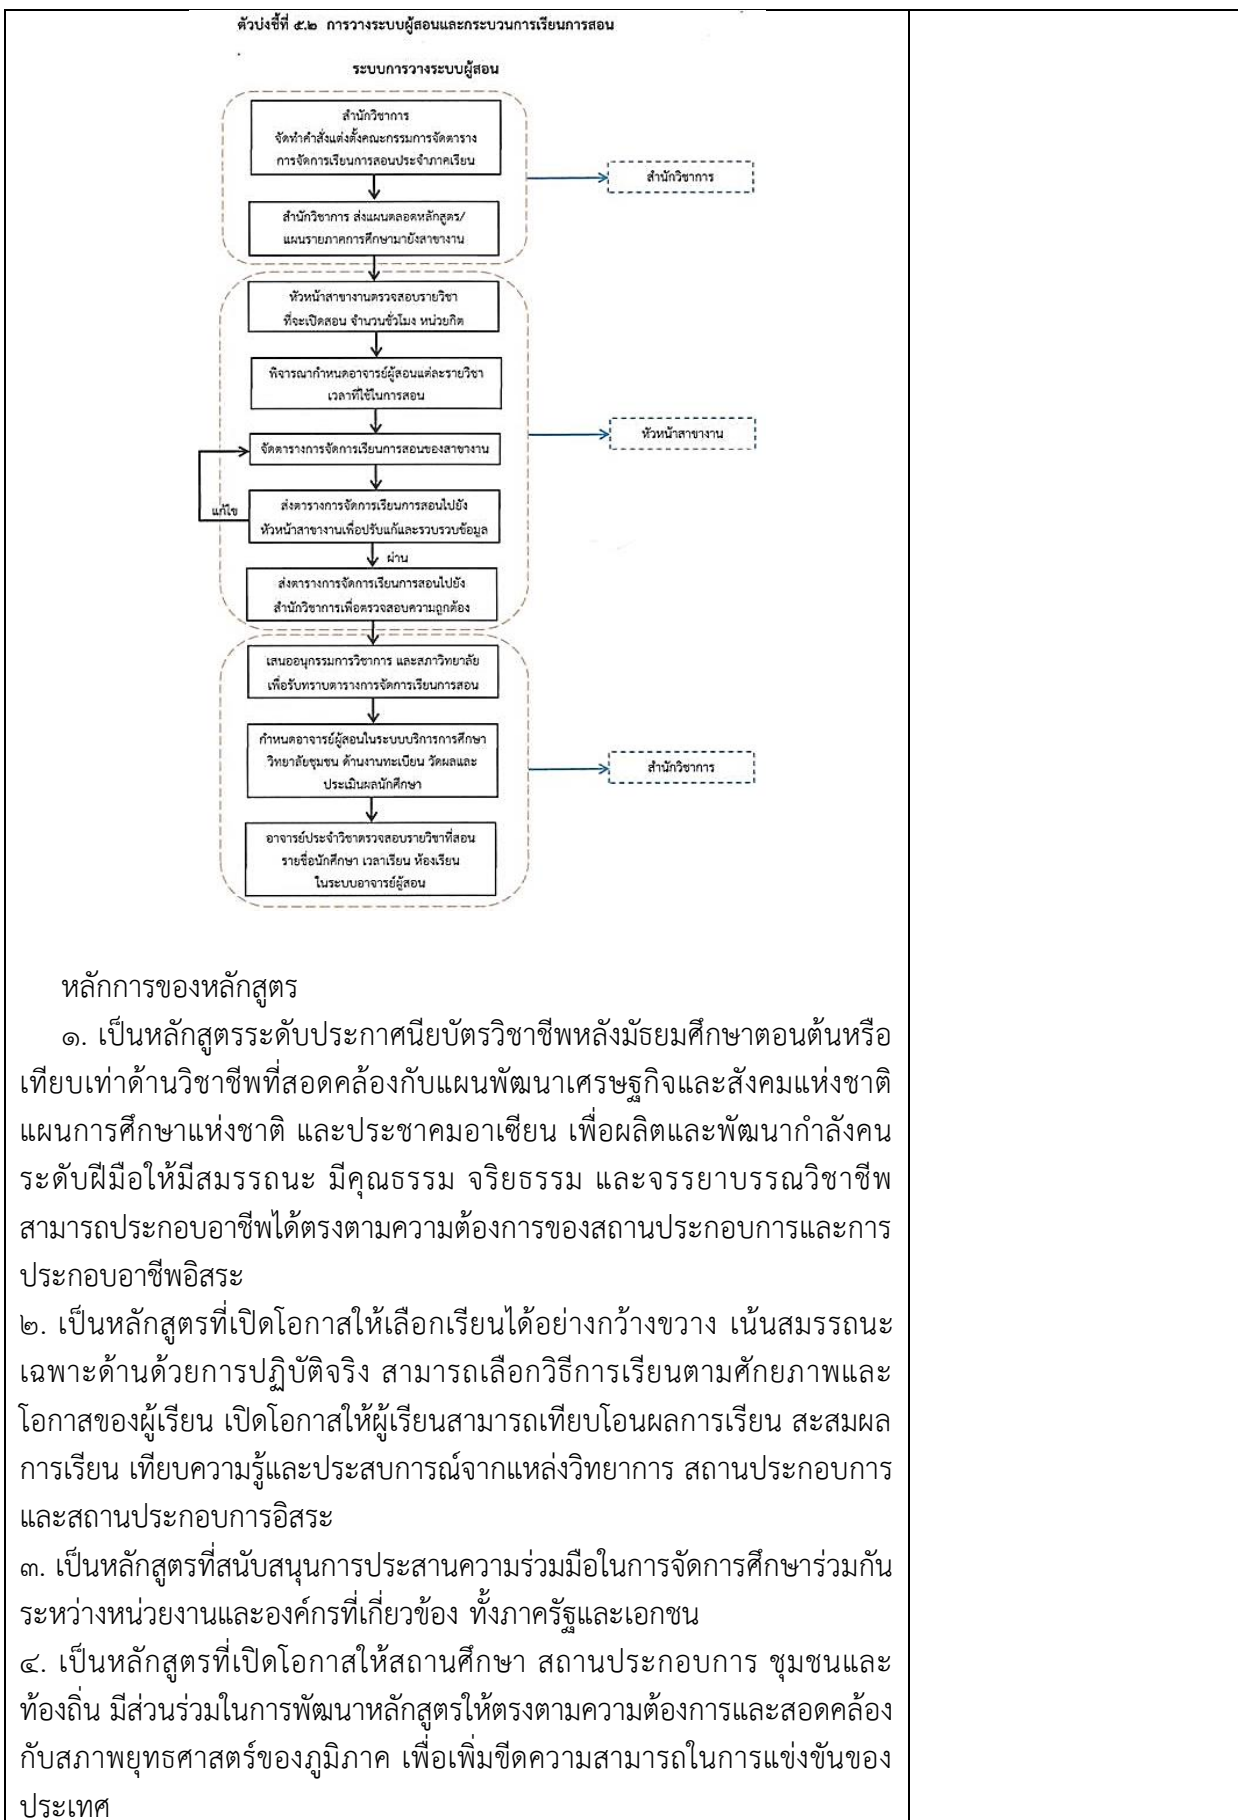 ตัวบ่งชี้ที่ ๕.๒ การวางระบบผู้สอนและกระบวนการเรียนการสอน
ระบบการวางระบบผู้สอน
สำนักวิชาการ
จัดทำคำสั่งแต่งตั้งคณะกรรมการจัดตาราง
การจัดการเรียนการสอนประจำภาคเรียน
สำนักวิชาการ
สำนักวิชาการ ส่งแผนตลอดหลักสูตร/
แผนรายภาคการศึกษามายังสาขางาน
หัวหน้าสาขางานตรวจสอบรายวิชา
ที่จะเปิดสอน จำนวนชั่วโมง หน่วยกิต
พิจารณากำหนดอาจารย์ผู้สอนแต่ละรายวิชา
เวลาที่ใช้ในการสอน
หัวหน้าสาขางาน
จัดตารางการจัดการเรียนการสอนของสาขางาน
แก้ไข
ส่งตารางการจัดการเรียนการสอนไปยัง
หัวหน้าสาขางานเพื่อปรับแก้และรวบรวบข้อมูล
ผ่าน
ส่งตารางการจัดการเรียนการสอนไปยัง
สำนักวิชาการเพื่อตรวจสอบความถูกต้อง
เสนออนุกรรมการวิชาการ และสภาวิทยาลัย
เพื่อรับทราบตารางการจัดการเรียนการสอน
กำหนดอาจารย์ผู้สอนในระบบบริการการศึกษา
วิทยาลัยชุมชน ด้านงานทะเบียน วัดผลและ
ประเมินผลนักศึกษา
สำนักวิชาการ
อาจารย์ประจำวิชาตรวจสอบรายวิชาที่สอน
รายชื่อนักศึกษา เวลาเรียน ห้องเรียน
ในระบบอาจารย์ผู้สอน
หลักการของหลักสูตร
๑. เป็นหลักสูตรระดับประกาศนียบัตรวิชาชีพหลังมัธยมศึกษาตอนต้นหรือ
เทียบเท่าด้านวิชาชีพที่สอดคล้องกับแผนพัฒนาเศรษฐกิจและสังคมแห่งชาติ
แผนการศึกษาแห่งชาติ และประชาคมอาเซียน เพื่อผลิตและพัฒนากำลังคน
ระดับฝีมือให้มีสมรรถนะ มีคุณธรรม จริยธรรม และจรรยาบรรณวิชาชีพ
สามารถประกอบอาชีพได้ตรงตามความต้องการของสถานประกอบการและการ
ประกอบอาชีพอิสระ
๒. เป็นหลักสูตรที่เปิดโอกาสให้เลือกเรียนได้อย่างกว้างขวาง เน้นสมรรถนะ
เฉพาะด้านด้วยการปฏิบัติจริง สามารถเลือกวิธีการเรียนตามศักยภาพและ
โอกาสของผู้เรียน เปิดโอกาสให้ผู้เรียนสามารถเทียบโอนผลการเรียน สะสมผล
การเรียน เทียบความรู้และประสบการณ์จากแหล่งวิทยาการ สถานประกอบการ
และสถานประกอบการอิสระ
๓. เป็นหลักสูตรที่สนับสนุนการประสานความร่วมมือในการจัดการศึกษาร่วมกัน
ระหว่างหน่วยงานและองค์กรที่เกี่ยวข้อง ทั้งภาครัฐและเอกชน
๔. เป็นหลักสูตรที่เปิดโอกาสให้สถานศึกษา สถานประกอบการ ชุมชนและ
ท้องถิ่น มีส่วนร่วมในการพัฒนาหลักสูตรให้ตรงตามความต้องการและสอดคล้อง
กับสภาพยุทธศาสตร์ของภูมิภาค เพื่อเพิ่มขีดความสามารถในการแข่งขันของ
ประเทศ